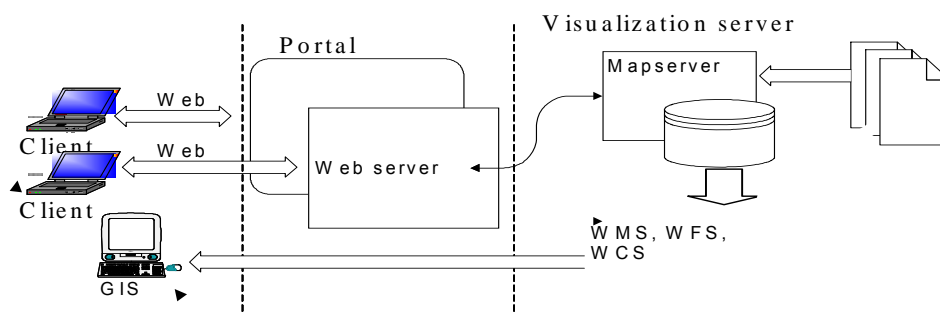 Visualization server
Portal
Mapserver
Web
Client
Web
Web server
Client
WMS, WFS,
WCS
GIS